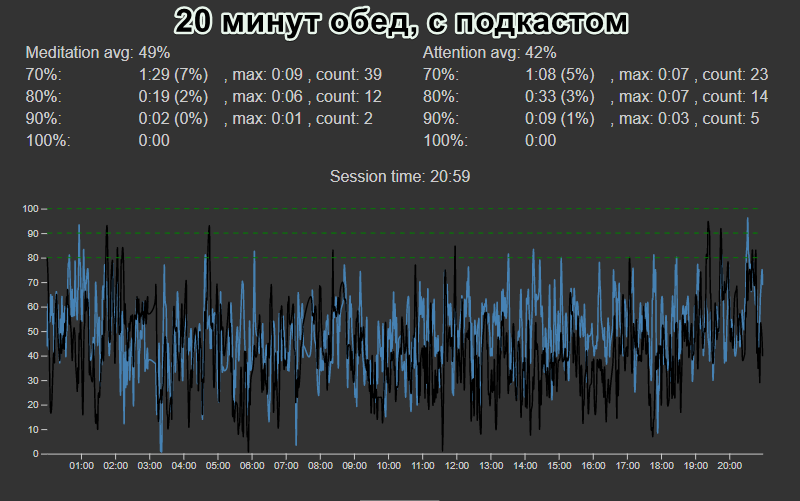 20 минут обед, с подкастом
Meditation avg: 49%
70%: 1:29 (7%) , max: 0:09 , count: 39
80%: 0:19 (2%) , max: 0:06 , count: 12
90%: 0:02 (0%) , max: 0:01 , count: 2
100%: 0:00
Attention avg: 42%
70%: 1:08 (5%) , max: 0:07 , count: 23
80%: 0:33 (3%) , max: 0:07 , count: 14
90%: 0:09 (1%) , max: 0:03 , count: 5
100%: 0:00
Session time: 20:59
100
90
80
70
60
50
40
30
20
10
0
01:00 02:00 03:00 04:00 05:00 06:00 07:00 08:00 09:00 10:00 11:00 12:00 13:00 14:00 15:00 16:00 17:00 18:00 19:00 20:00